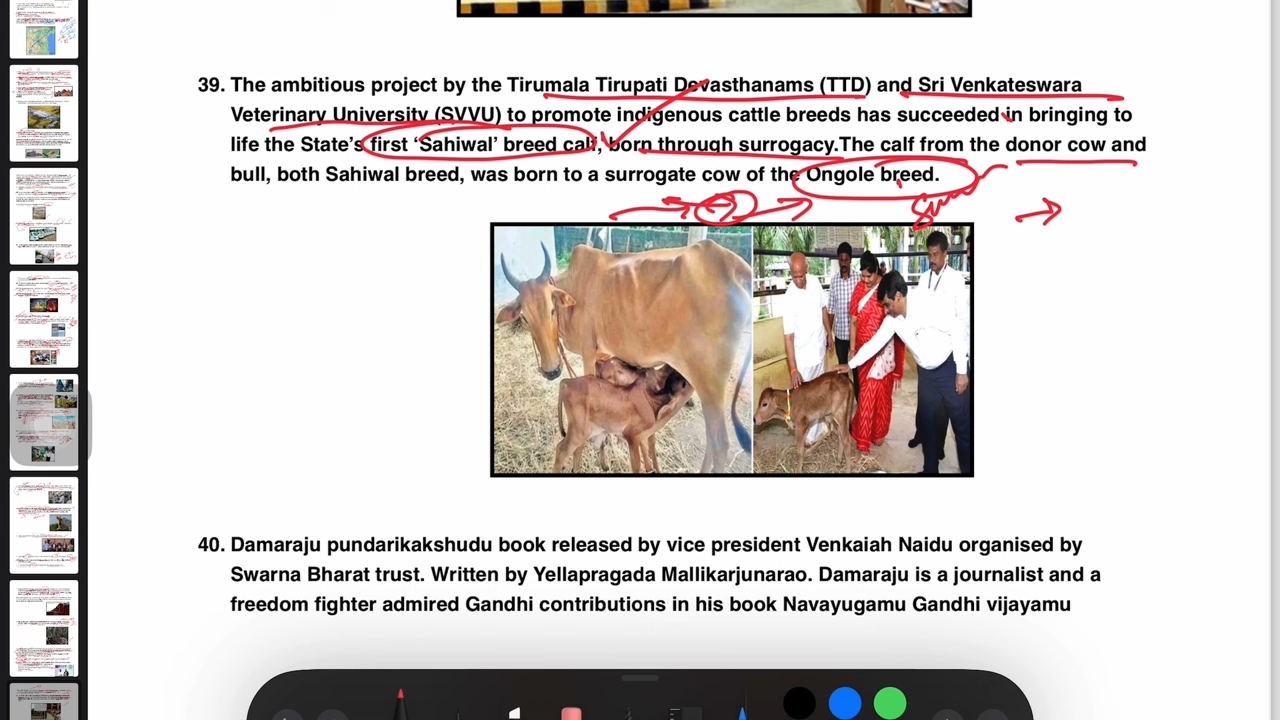 39. The ambitious project by the Tirumala Tirupati Devasthanams (TTD) and Sri Venkateswara
Veterinary University (SVVU) to promote indigenous cattle breeds has succeeded in bringing to
life the State's first ‘Sahiwal’ breed calf, born through surrogacy.The calf from the donor cow and
bull, both Sahiwal breed, was born to a surrogate cow of the Ongole breed.
40. Damaraju pundarikakshudu book released by vice president Venkaiah Naidu organised by
Swarna Bharat trust. Written by Yellapragada Mallikarjunarao. Damaraju is a journalist and a
freedom fighter admired Gandhi contributions in his book Navayugamu Gandhi vijayamu